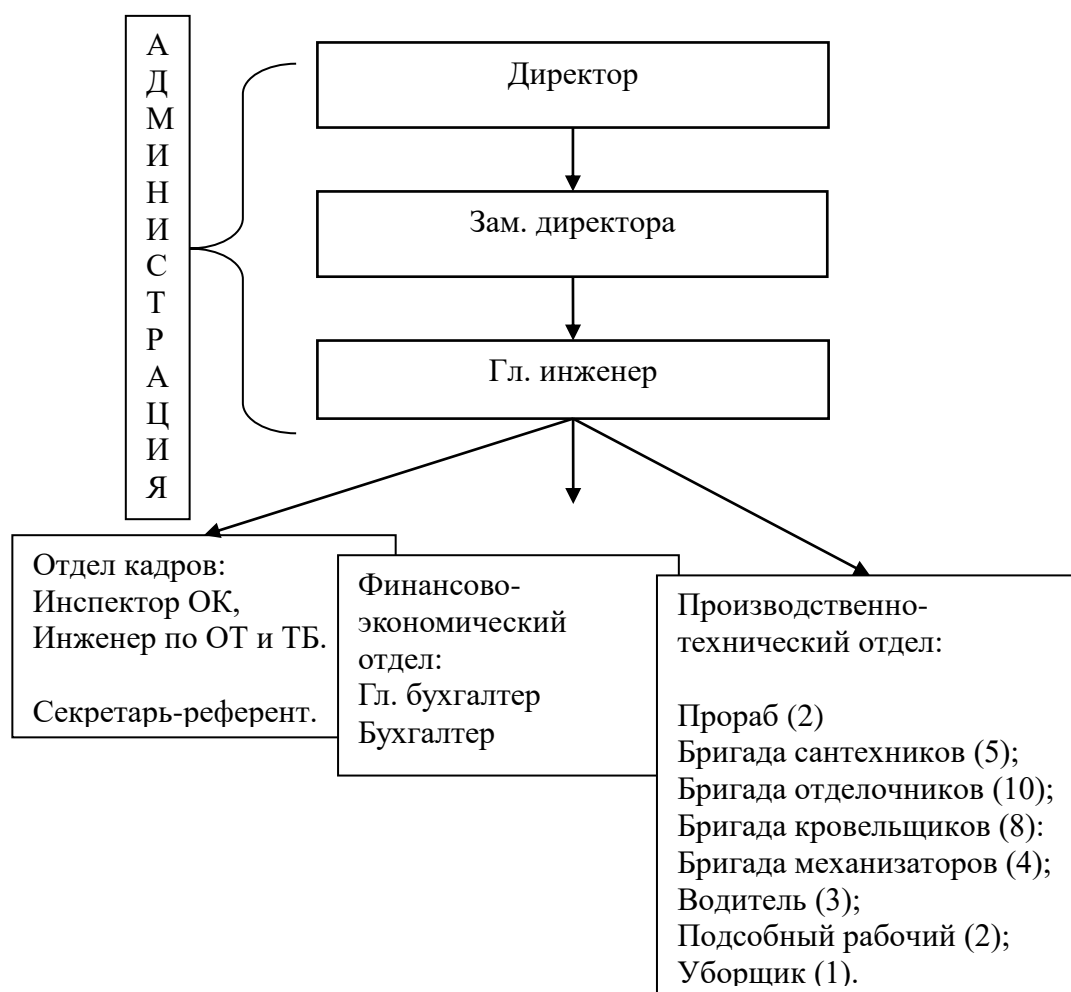 А
Д
М
И
Н
И
С
Т
Р
А
Ц
И
Я
Директор
Зам. директора
Гл. инженер
Отдел кадров:
Инспектор ОК,
Инженер по ОТ и ТБ.
Секретарь-референт.
Финансово-
экономический
отдел:
Гл. бухгалтер
Бухгалтер
Производственно-
технический отдел:
Прораб (2)
Бригада сантехников (5);
Бригада отделочников (10);
Бригада кровельщиков (8):
Бригада механизаторов (4);
Водитель (3);
Подсобный рабочий (2);
Уборщик (1).